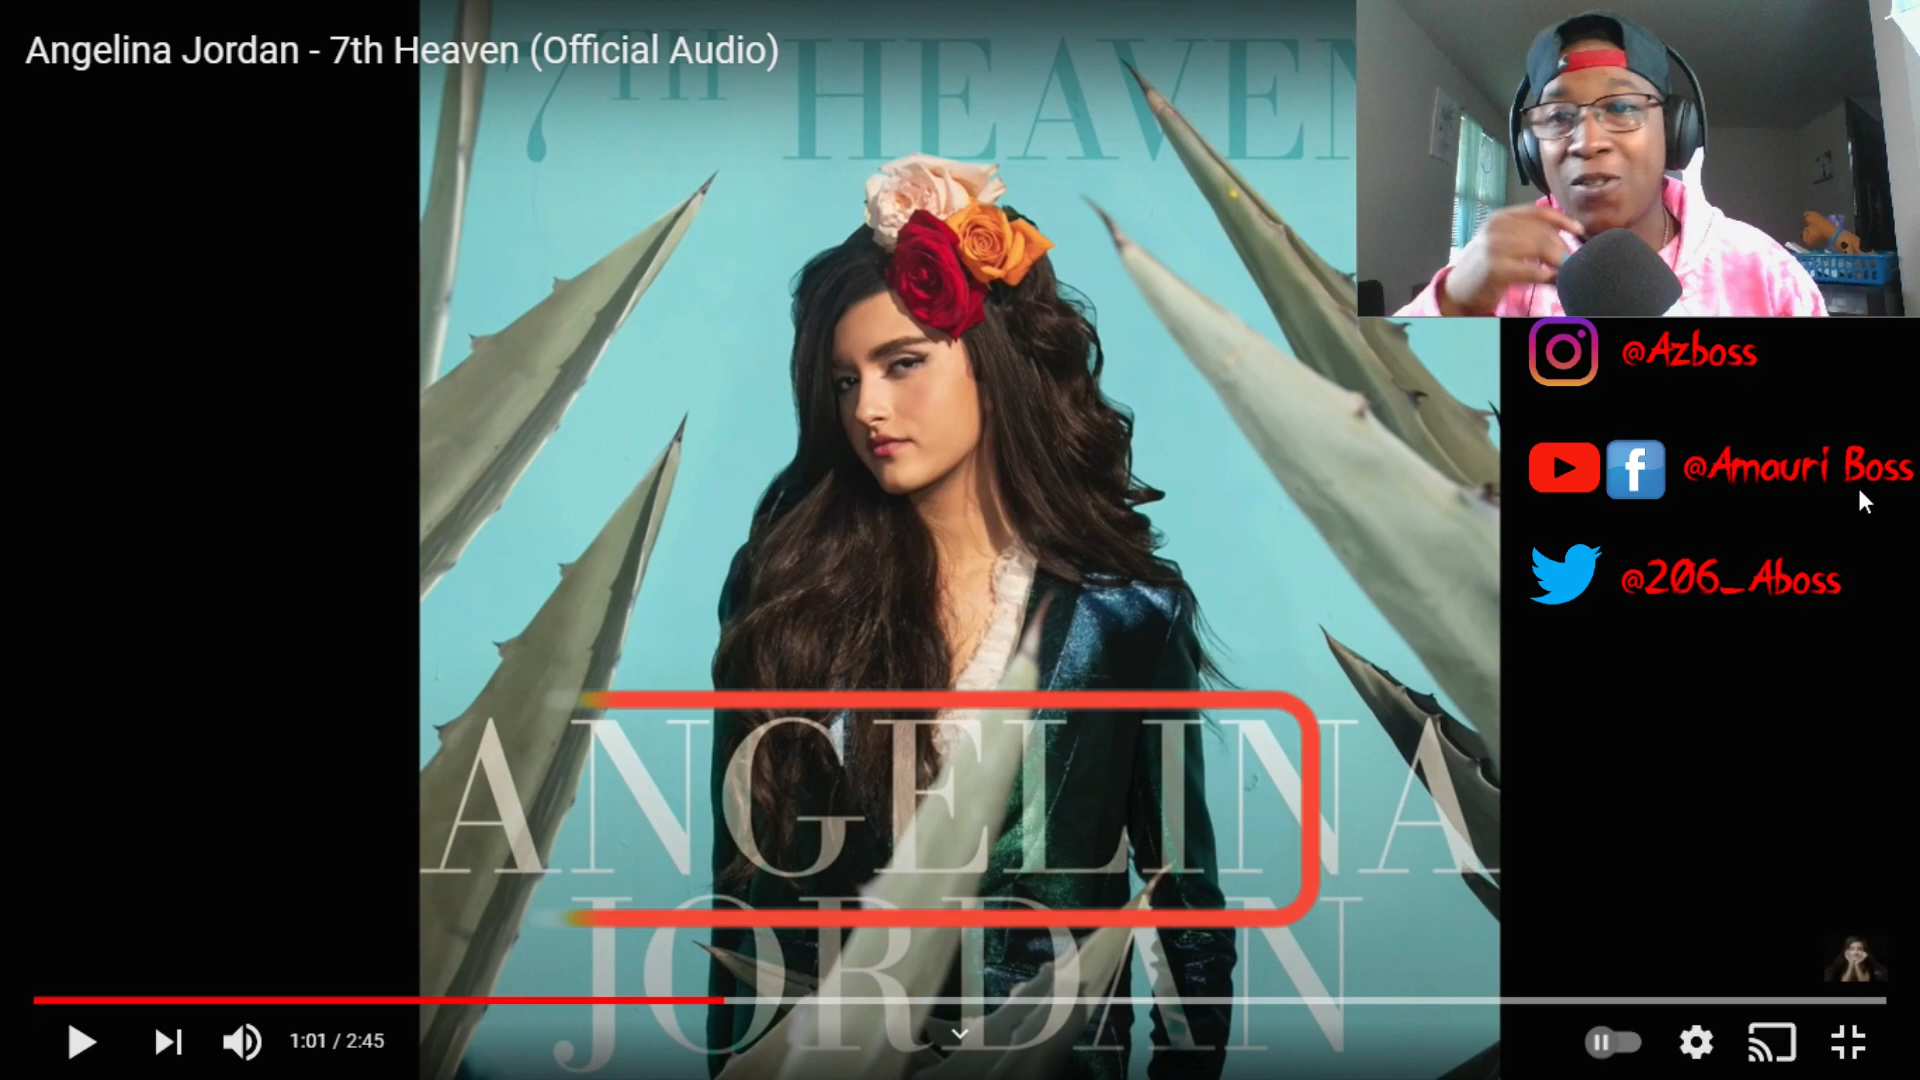 Angelina Jordan - 7th Heaven (Official Audio)
7TH HEAVEN
@Azboss
@Amauri Boss
@206_Aboss
ANGELINA
JORDAN
1:01 / 2:45